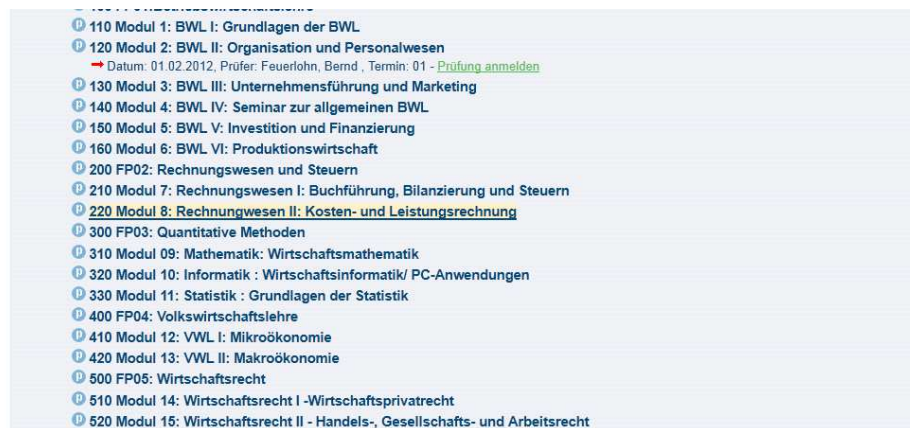 110 Modul 1: BWL I: Grundlagen der BWL
120 Modul 2: BWL II: Organisation und Personalwesen
Datum: 01.02.2012, Prüfer: Feuerlohn, Bernd , Termin: 01 - Prüfung anmelden
130 Modul 3: BWL III: Unternehmensführung und Marketing
140 Modul 4: BWL IV: Seminar zur allgemeinen BWL
150 Modul 5: BWL V: Investition und Finanzierung
160 Modul 6: BWL VI: Produktionswirtschaft
200 FP02: Rechnungswesen und Steuern
210 Modul 7: Rechnungswesen I: Buchführung, Bilanzierung und Steuern
220 Modul 8: Rechnungwesen II: Kosten- und Leistungsrechnung
300 FP03: Quantitative Methoden
310 Modul 09: Mathematik: Wirtschaftsmathematik
320 Modul 10: Informatik : Wirtschaftsinformatik/ PC-Anwendungen
330 Modul 11: Statistik : Grundlagen der Statistik
400 FP04: Volkswirtschaftslehre
410 Modul 12: VWL I: Mikroökonomie
420 Modul 13: VWL II: Makroökonomie
500 FP05: Wirtschaftsrecht
510 Modul 14: Wirtschaftsrecht I -Wirtschaftsprivatrecht
520 Modul 15: Wirtschaftsrecht II - Handels-, Gesellschafts- und Arbeitsrecht